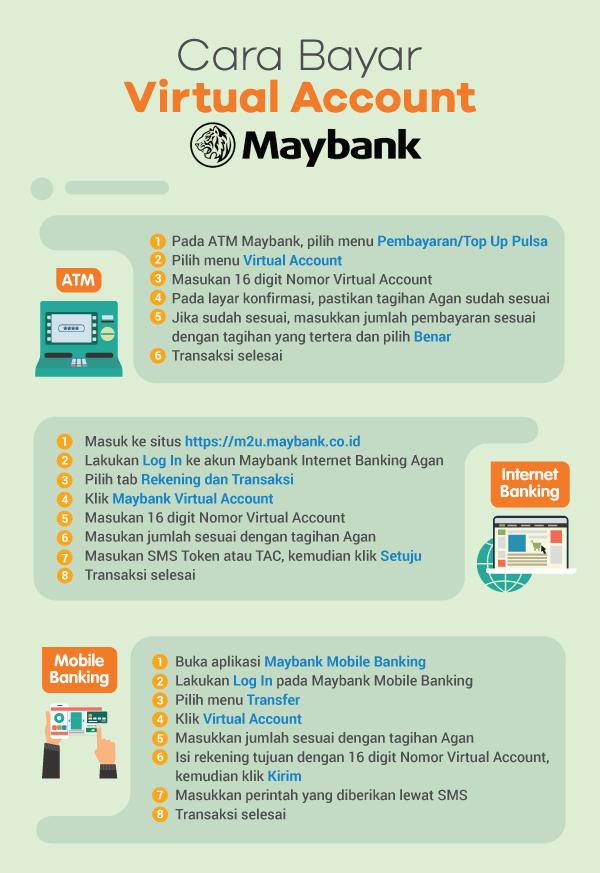 Cara Bayar
Virtual Account
Maybank
ATM
1 Pada ATM Maybank, pilih menu Pembayaran/Top Up Pulsa
2 Pilih menu Virtual Account
3 Masukan 16 digit Nomor Virtual Account
4 Pada layar konfirmasi, pastikan tagihan Agan sudah sesuai
5 Jika sudah sesuai, masukkan jumlah pembayaran sesuai
dengan tagihan yang tertera dan pilih Benar
6 Transaksi selesai
Internet
Banking
1 Masuk ke situs https://m2u.maybank.co.id
2 Lakukan Log In ke akun Maybank Internet Banking Agan
3 Pilih tab Rekening dan Transaksi
4 Klik Maybank Virtual Account
5 Masukan 16 digit Nomor Virtual Account
6 Masukan jumlah sesuai dengan tagihan Agan
7 Masukan SMS Token atau TAC, kemudian klik Setuju
8 Transaksi selesai
Mobile
Banking
1 Buka aplikasi Maybank Mobile Banking
2 Lakukan Log In pada Maybank Mobile Banking
3 Pilih menu Transfer
4 Klik Virtual Account
5 Masukkan jumlah sesuai dengan tagihan Agan
6 Isi rekening tujuan dengan 16 digit Nomor Virtual Account,
kemudian klik Kirim
7 Masukkan perintah yang diberikan lewat SMS
8 Transaksi selesai